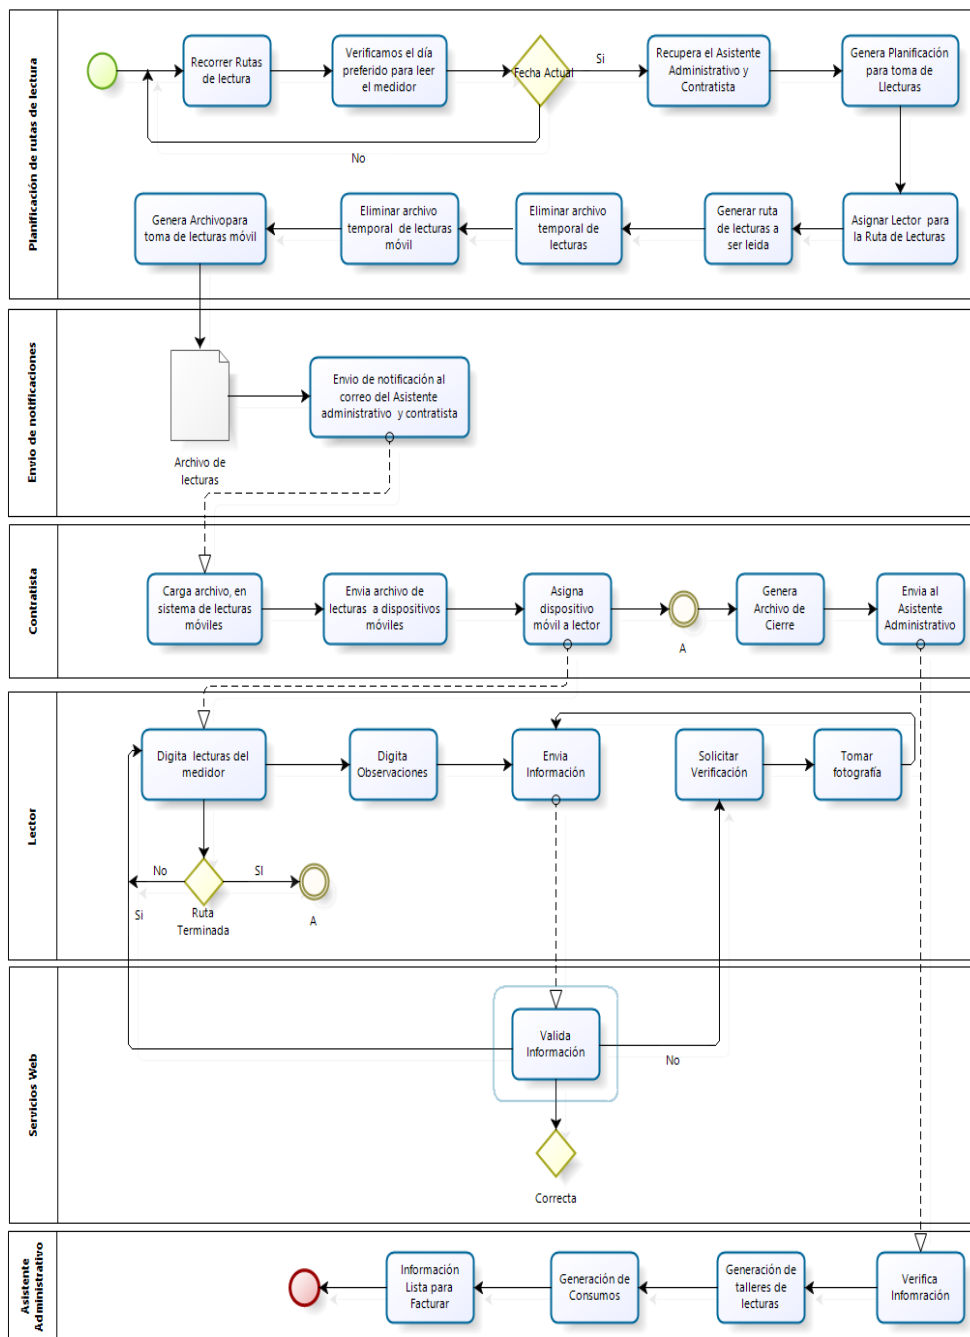 Planificación de rutas de lectura
Recorrer Rutas
de lectura
Verificamos el día
preferido para leer
el medidor
Fecha Actual
Si
No
Recupera el Asistente
Administrativo y
Contratista
Genera Planificación
para toma de
Llecturas
Genera Archivopara
toma de lecturas móvil
Eliminar archivo
temporal de lecturas
móvil
Eliminar archivo
temporal de
lecturas
Generar ruta
de lecturas a
ser leida
Asignar Lector para
la Ruta de Lecturas
Envio de notificaciones
Archivo de
lecturas
Envio de notificación al
correo del Asistente
administrativo y contratista
Contratista
Carga archivo, en
sistema de lecturas
móviles
Envia archivo de
lecturas a dispositivos
móviles
Asigna
dispositivo
móvil a lector
A
Genera
Archivo de
Cierre
Envia al
Asistente
Administrativo
Lector
Digita lecturas del
medidor
Digita
Observaciones
Envia
Información
Solicitar
Verificación
Tomar
fotografía
No
SI
Si
Ruta
Terminada
A
Servicios Web
Valida
Información
No
Correcta
Asistente
Administrativo
Información
Lista para
Facturar
Generación de
Consumos
Generación de
talleres de
lecturas
Verifica
Infomración